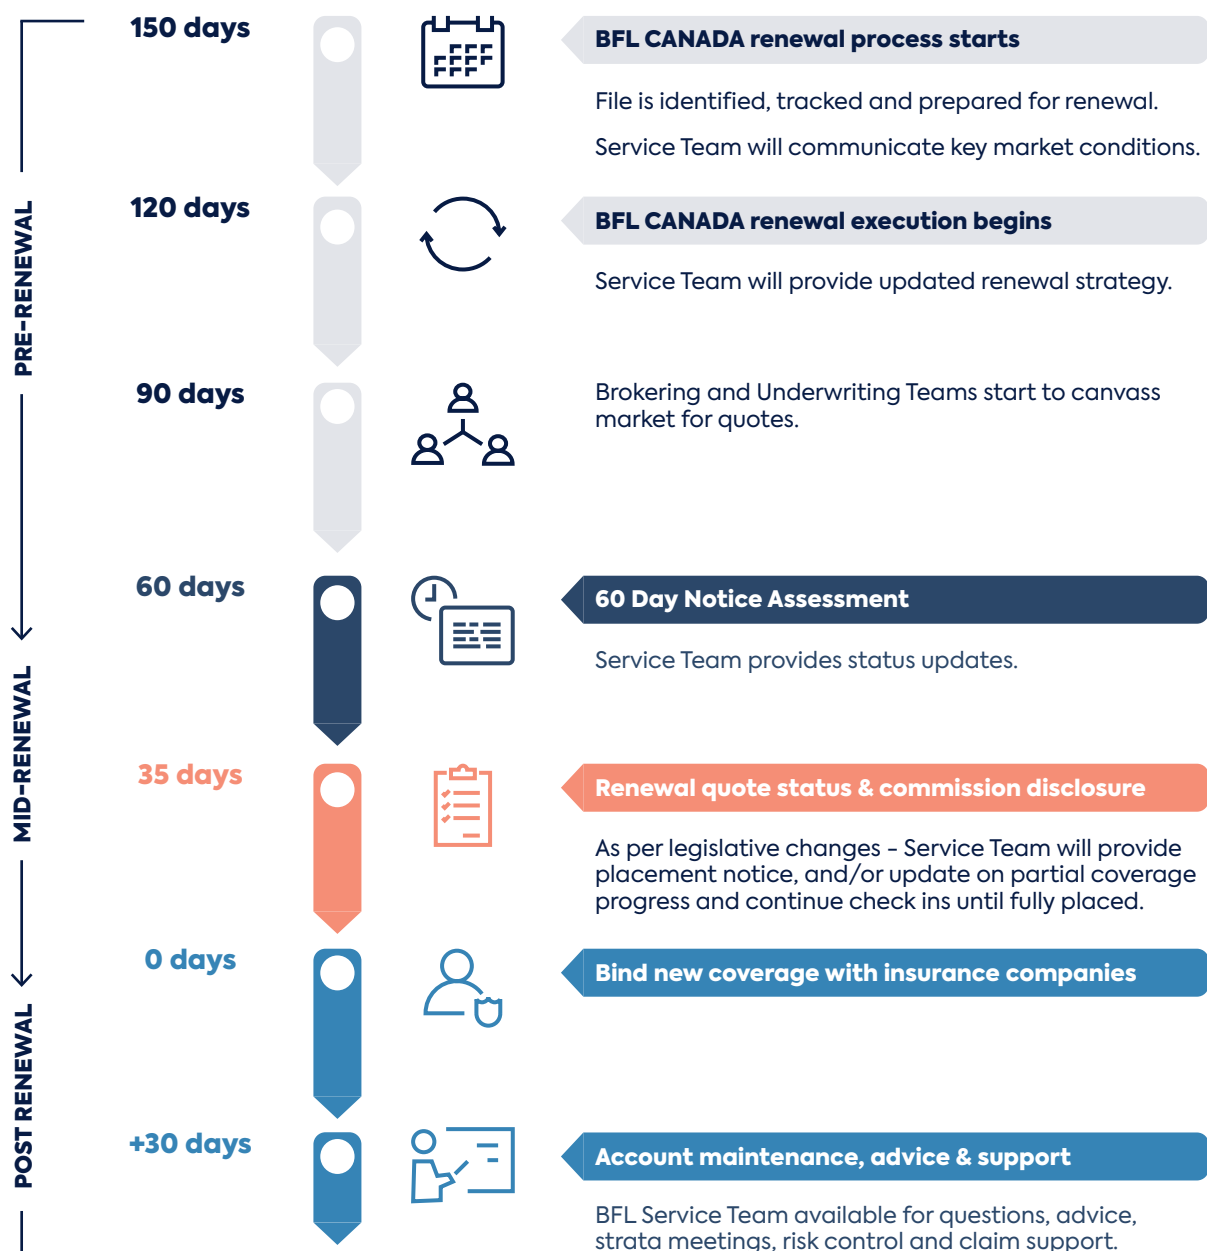 150 days
BFL CANADA renewal process starts
File is identified, tracked and prepared for renewal.
Service Team will communicate key market conditions.
PRE-RENEWAL
120 days
BFL CANADA renewal execution begins
Service Team will provide updated renewal strategy.
90 days
Brokering and Underwriting Teams start to canvass
market for quotes.
60 days
60 Day Notice Assessment
Service Team provides status updates.
MID-RENEWAL
35 days
Renewal quote status & commission disclosure
As per legislative changes - Service Team will provide
placement notice, and/or update on partial coverage
progress and continue check ins until fully placed.
0 days
Bind new coverage with insurance companies
POST RENEWAL
+30 days
Account maintenance, advice & support
BFL Service Team available for questions, advice,
strata meetings, risk control and claim support.